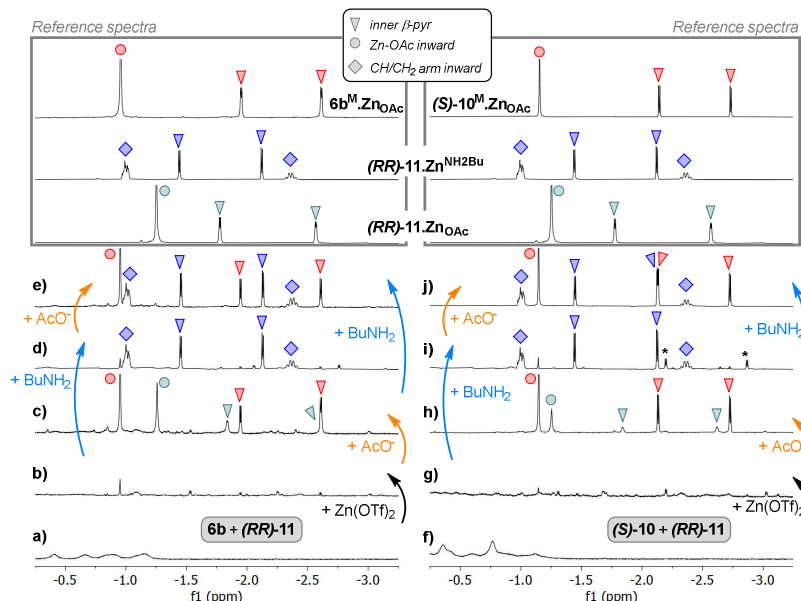 Reference spectra
Reference spectra
inner β-pyr
Zn-OAc inward
CH/CH2 arm inward
6bM.ZnOAc
(S)-10M.ZnOAc
(RR)-11.ZnNH2Bu
(RR)-11.ZnOAc
e)
+ AcO-
+ BuNH2
d)
+ BuNH2
c)
+ AcO-
b)
+ Zn(OTf)2
6b + (RR)-11
a)
-0.5 -1.0 -1.5 -2.0 -2.5 -3.0
f1 (ppm)
j)
+ AcO-
+ BuNH2
i)
* *
+ BuNH2
h)
+ AcO
g)
+ Zn(OTf)2
(S)-10 + (RR)-11
f)
-0.5 -1.0 -1.5 -2.0 -2.5 -3.0
f1 (ppm)